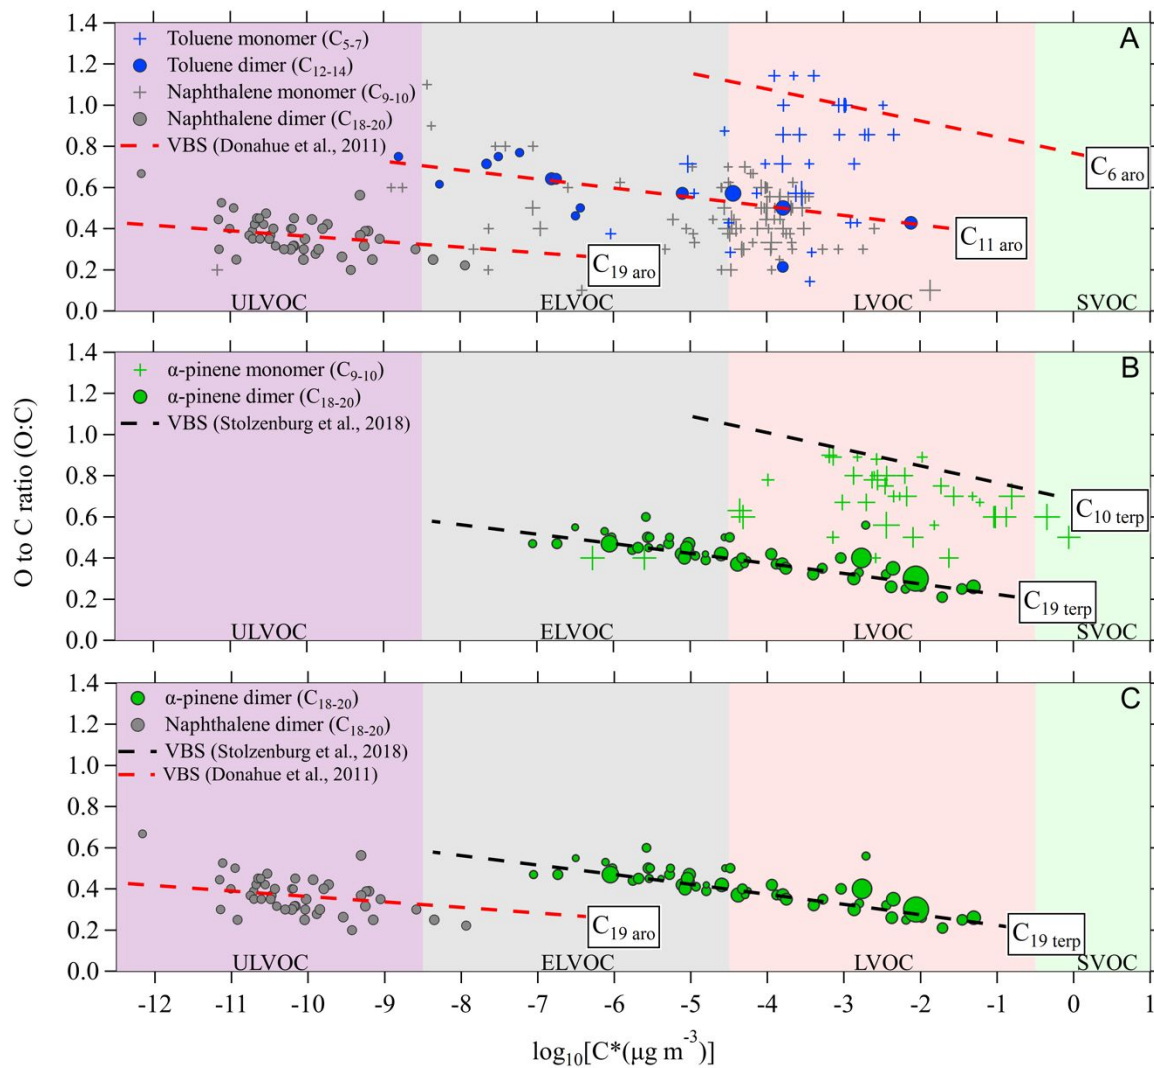 1.4
1.2
1.0
0.8
0.6
0.4
0.2
0.0
A
Toluene monomer (C5-7)
Toluene dimer (C12-14)
Naphthalene monomer (C9-10)
Naphthalene dimer (C18-20)
VBS (Donahue et al., 2011)
C6 aro
C11 aro
C19 aro
ULVOC
ELVOC
LVOC
SVOC
O to C ratio (O:C)
1.4
1.2
1.0
0.8
0.6
0.4
0.2
0.0
B
α-pinene monomer (C9-10)
α-pinene dimer (C18-20)
VBS (Stolzenburg et al., 2018)
C10 terp
C19 terp
ULVOC
ELVOC
LVOC
SVOC
1.4
1.2
1.0
0.8
0.6
0.4
0.2
0.0
C
α-pinene dimer (C18-20)
Naphthalene dimer (C18-20)
VBS (Stolzenburg et al., 2018)
VBS (Donahue et al., 2011)
C19 aro
C19 terp
ULVOC
ELVOC
LVOC
SVOC
-12 -11 -10 -9 -8 -7 -6 -5 -4 -3 -2 -1 0 1
log10[C*(μg m-3)]